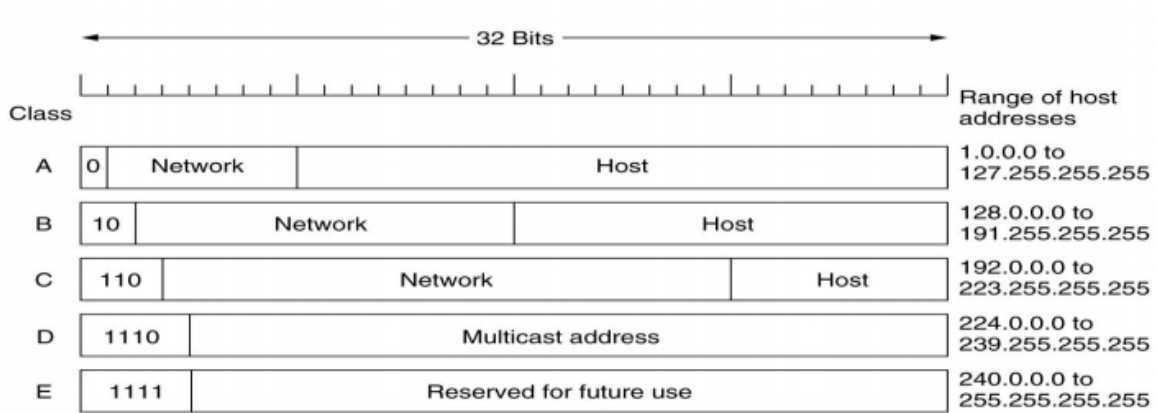 32 Bits
Class
Range of host
addresses
A
0
Network
Host
1.0.0.0 to
127.255.255.255
B
10
Network
Host
128.0.0.0 to
191.255.255.255
C
110
Network
Host
192.0.0.0 to
223.255.255.255
D
1110
Multicast address
224.0.0.0 to
239.255.255.255
E
1111
Reserved for future use
240.0.0.0 to
255.255.255.255